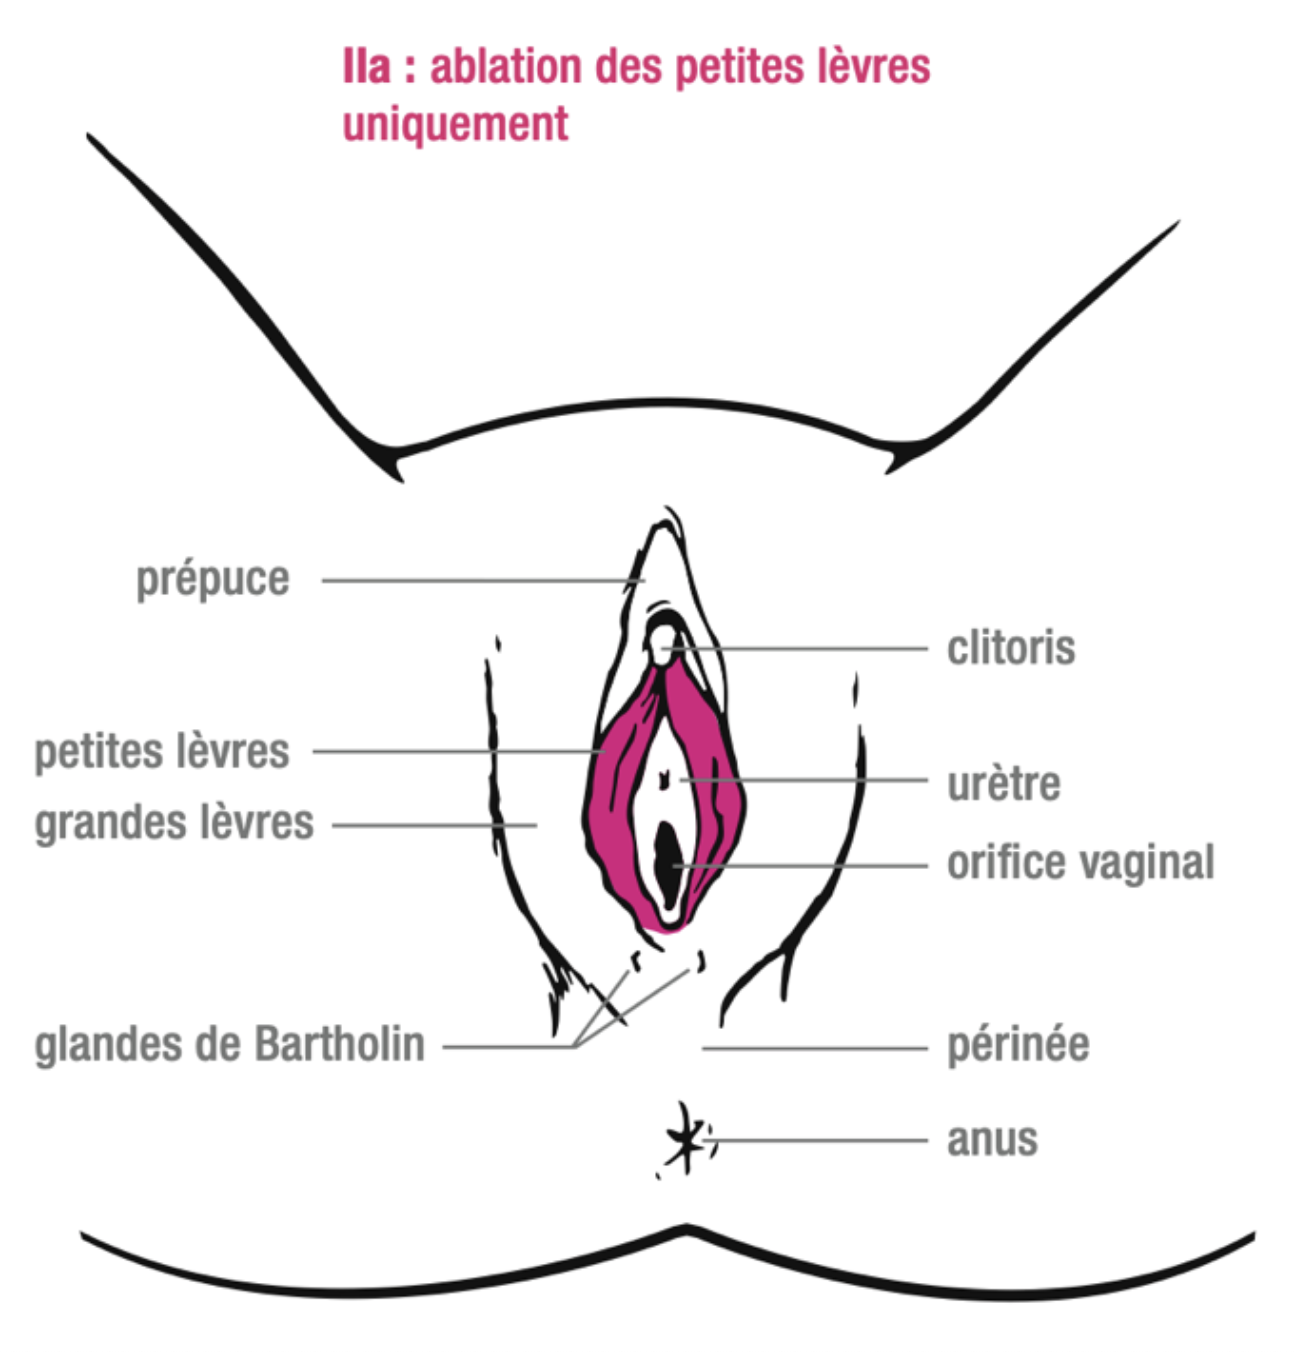 IIa : ablation des petites lèvres
uniquement
prépuce
clitoris
petites lèvres
urètre
grandes lèvres
orifice vaginal
glandes de Bartholin
périnée
anus